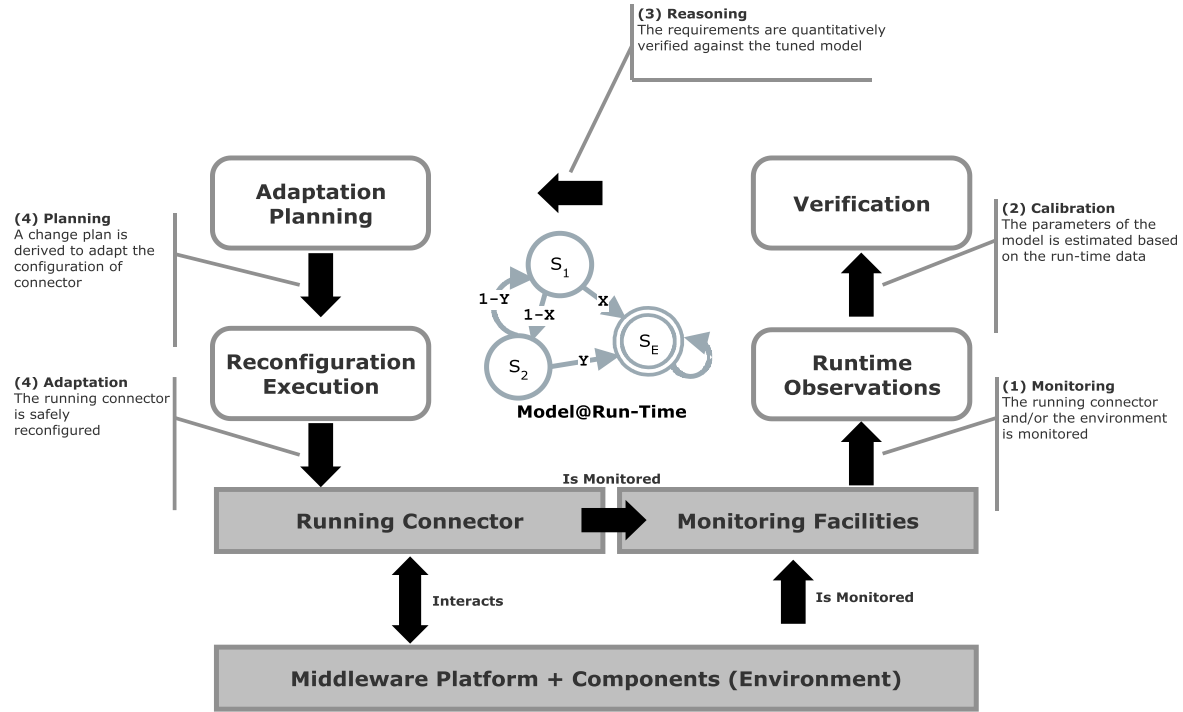 (3) Reasoning
The requirements are quantitatively
verified against the tuned model
Adaptation
Planning
Verification
(4) Planning
A change plan is
derived to adapt the
configuration of
connector
(2) Calibration
The parameters of the
model is estimated based
on the run-time data
S1
1-Y
X
1-X
SE
S2
Y
Model@Run-Time
Reconfiguration
Execution
Runtime
Observations
(4) Adaptation
The running connector
is safely
reconfigured
(1) Monitoring
The running connector
and/or the environment
is monitored
Is Monitored
Running Connector
Monitoring Facilities
Interacts
Is Monitored
Middleware Platform + Components (Environment)